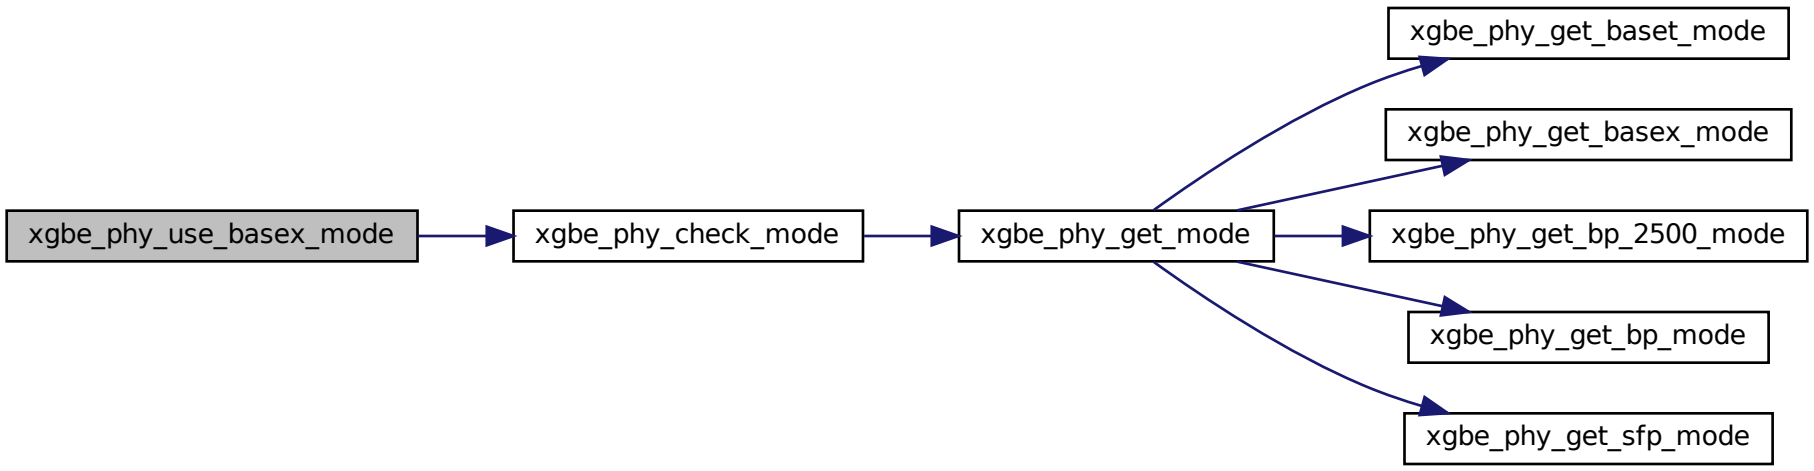 xgbe_phy_use_basex_mode
xgbe_phy_check_mode
xgbe_phy_get_mode
xgbe_phy_get_baset_mode
xgbe_phy_get_basex_mode
xgbe_phy_get_bp_2500_mode
xgbe_phy_get_bp_mode
xgbe_phy_get_sfp_mode